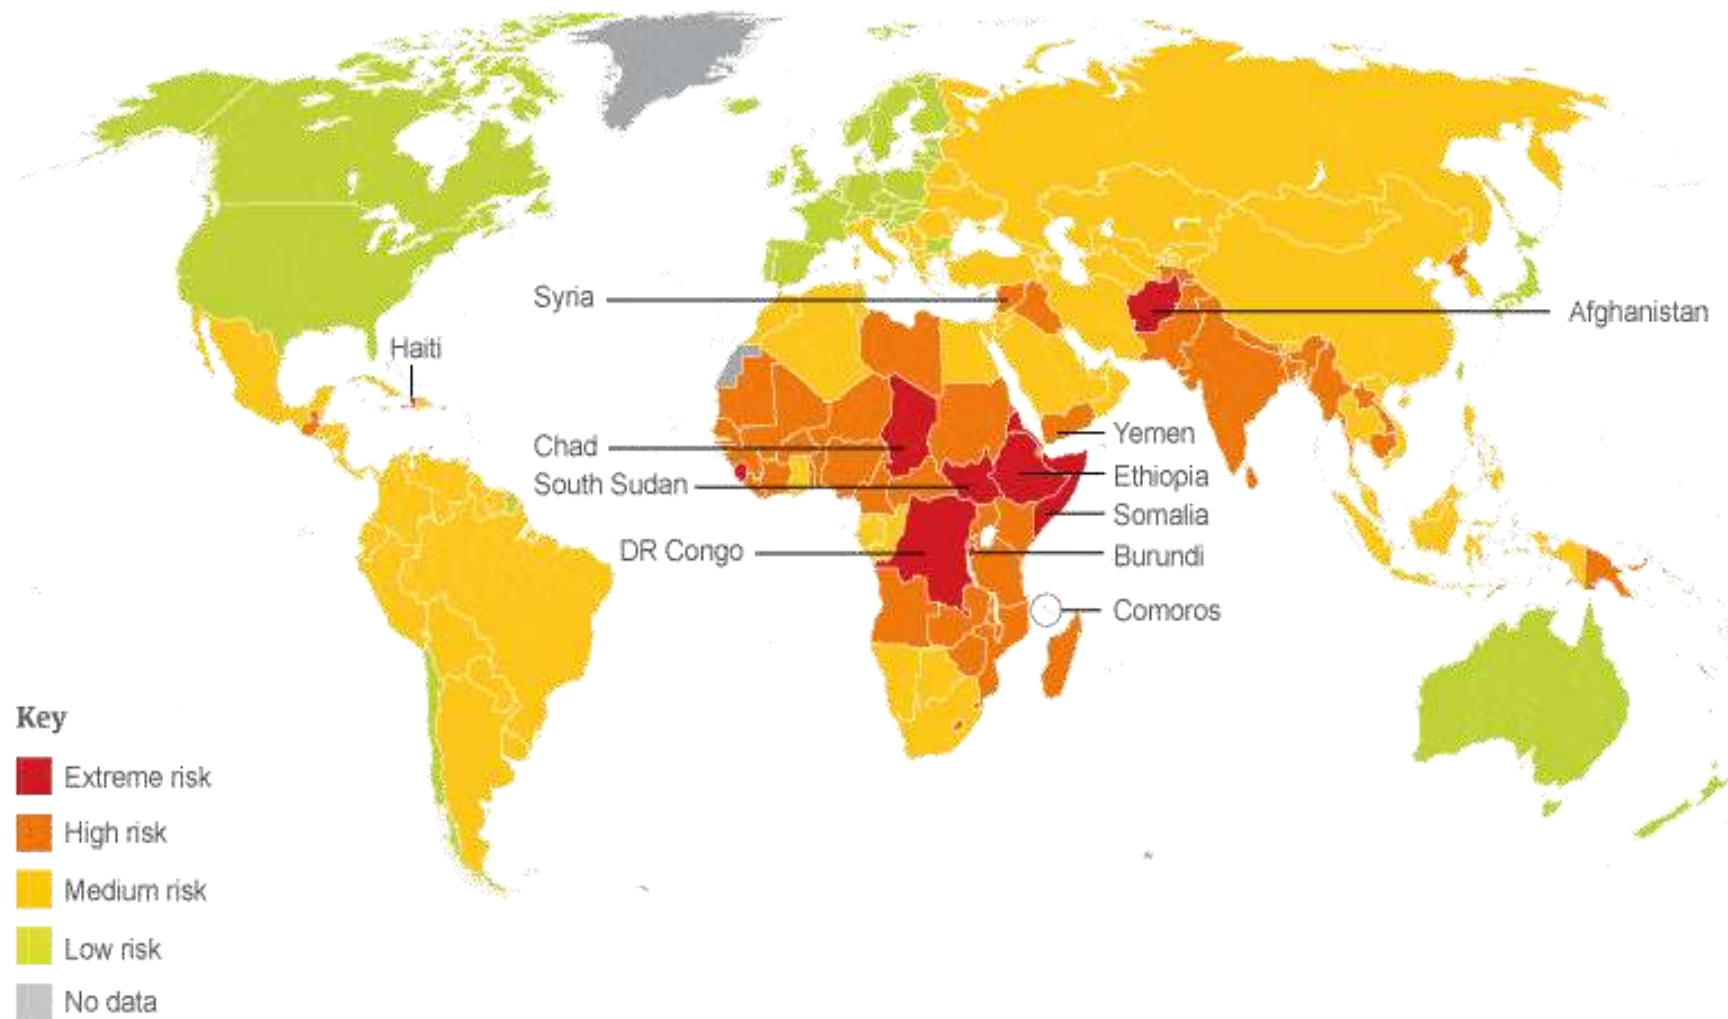 Syria
Afghanistan
Haiti
Yemen
Chad
Ethiopia
South Sudan
Somalia
DR Congo
Burundi
Comoros
Key
Extreme risk
High risk
Medium risk
Low risk
No data